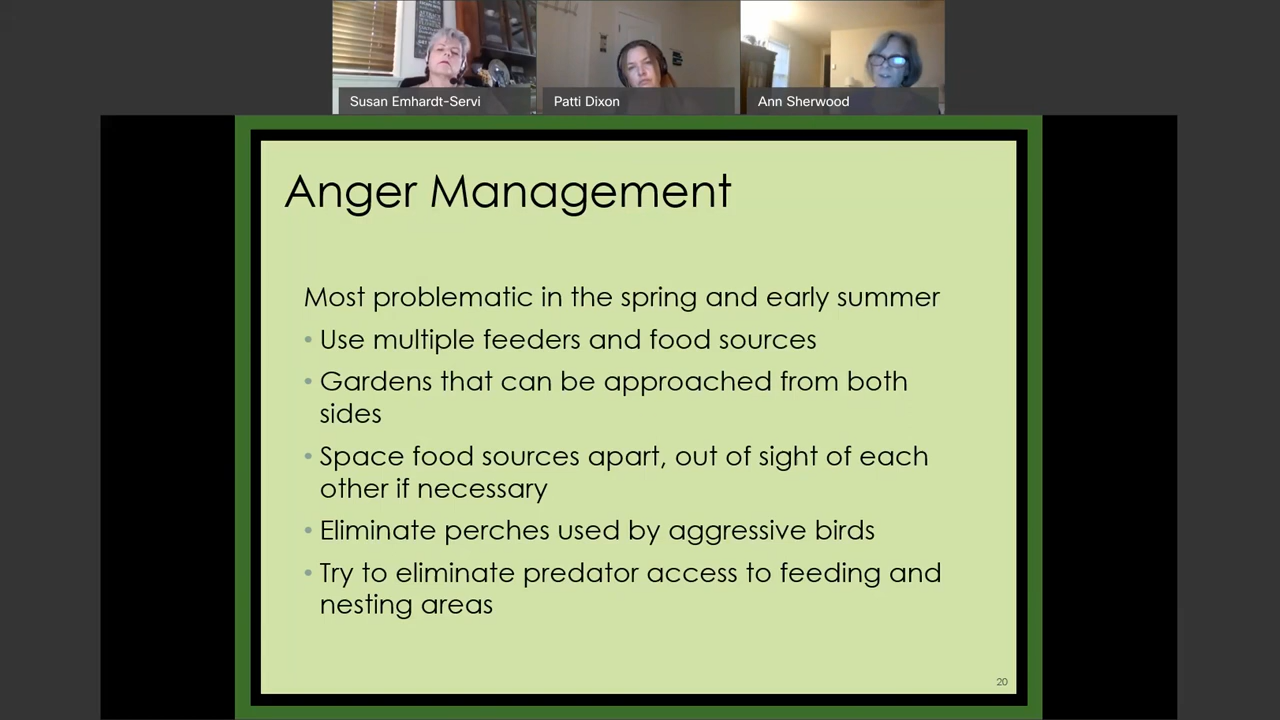 Susan Emhardt-Servi
Patti Dixon
Ann Sherwood
Anger Management
Most problematic in the spring and early summer
• Use multiple feeders and food sources
• Gardens that can be approached from both
sides
• Space food sources apart, out of sight of each
other if necessary
• Eliminate perches used by aggressive birds
• Try to eliminate predator access to feeding and
nesting areas
20